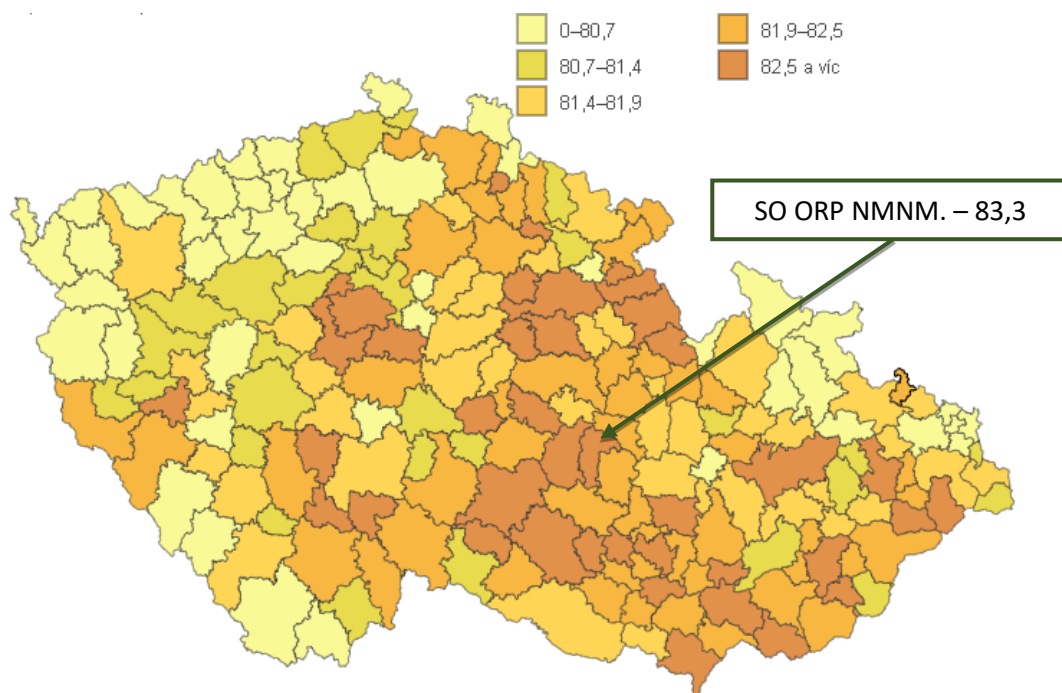 0–80,7
80,7–81,4
81,4–81,9
81,9–82,5
82,5 a víc
SO ORP NMNM. – 83,3